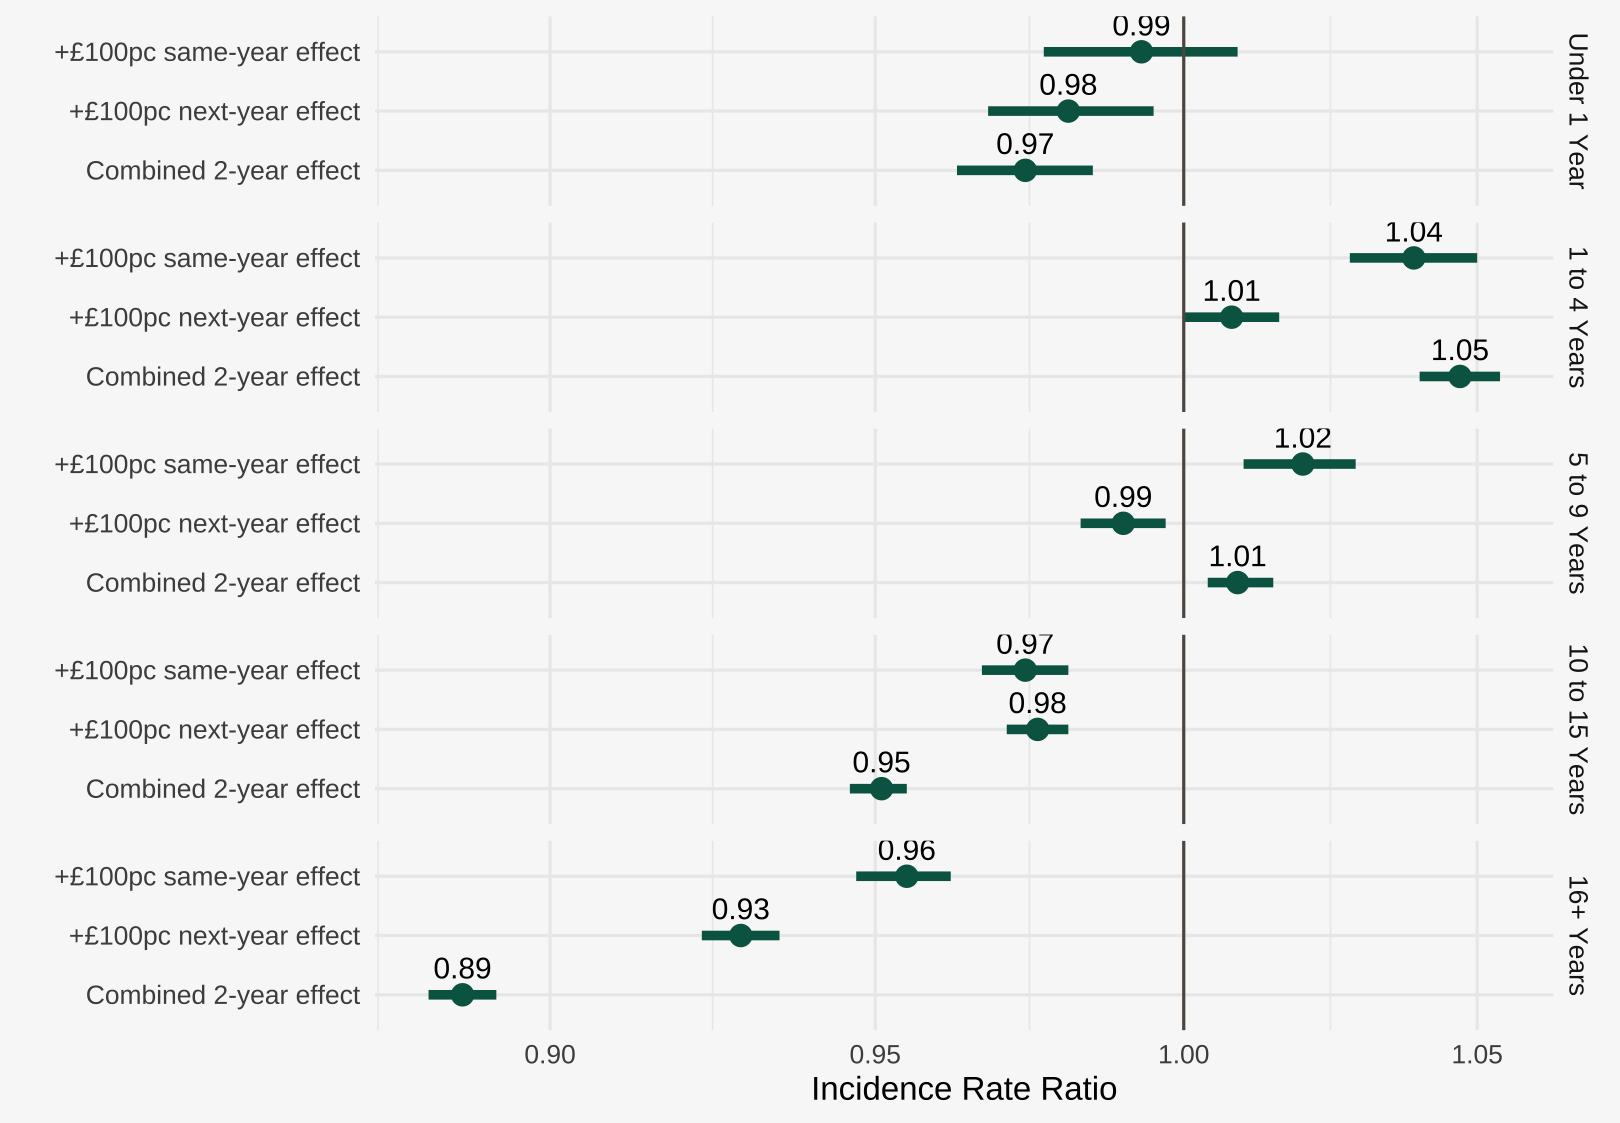 0.99
+£100pc same-year effect
0.98
+£100pc next-year effect
0.97
Combined 2-year effect
Under 1 Year
1.04
+£100pc same-year effect
1.01
+£100pc next-year effect
1.05
Combined 2-year effect
1 to 4 Years
1.02
+£100pc same-year effect
0.99
+£100pc next-year effect
1.01
Combined 2-year effect
5 to 9 Years
0.97
+£100pc same-year effect
0.98
+£100pc next-year effect
0.95
Combined 2-year effect
10 to 15 Years
0.96
+£100pc same-year effect
0.93
+£100pc next-year effect
0.89
Combined 2-year effect
16+ Years
0.90 0.95 1.00 1.05
Incidence Rate Ratio